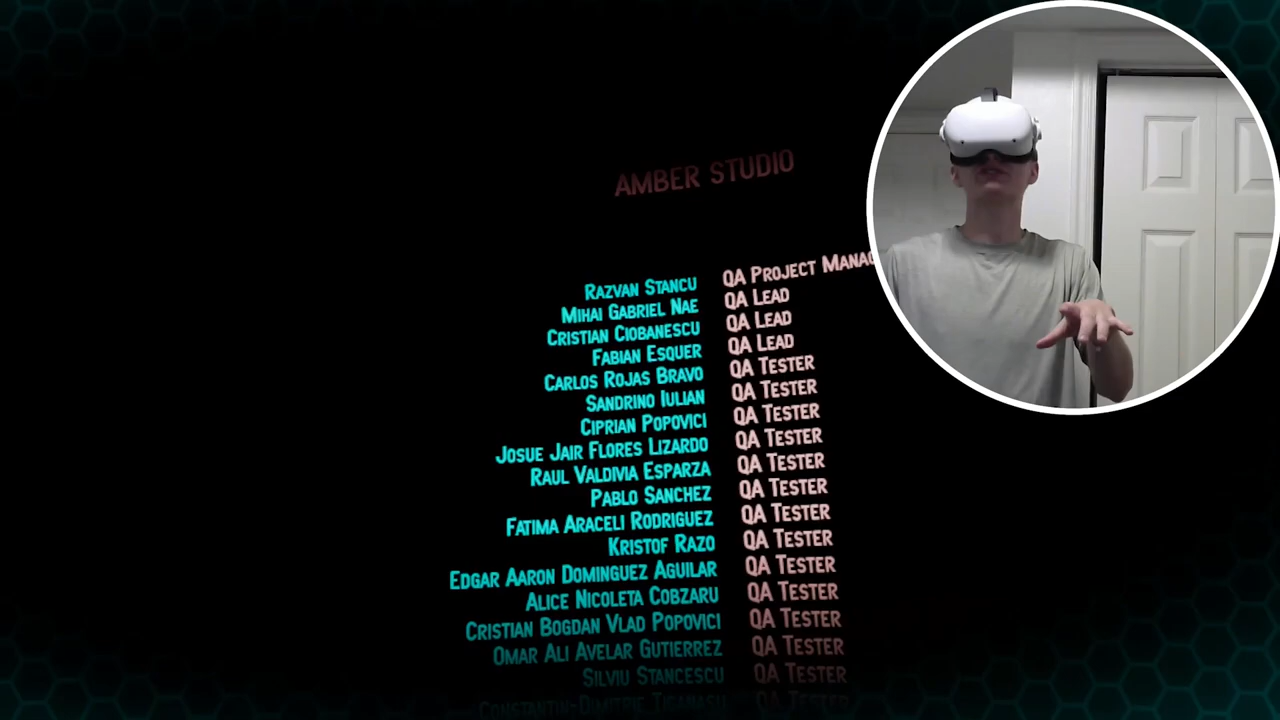 AMBER STUDIO
RAZVAN STANCU QA PROJECT
MIHAI GABRIEL NAE QA LEAD
CRISTIAN CIOBANESCU QA LEAD
FABIAN ESQUER QA LEAD
CARLOS ROJAS BRAVO QA TESTER
SANDRINO IULIAN QA TESTER
CIPRIAN POPOVICI QA TESTER
JOSUE JAIR FLORES LIZARDO QA TESTER
RAUL VALDIVIA ESPARZA QA TESTER
PABLO SANCHEZ QA TESTER
FATIMA ARACELI RODRIGUEZ QA TESTER
KRISTOF RAZO QA TESTER
EDGAR AARON DOMINGUEZ AGUILAR QA TESTER
ALICE NICOLETA COBZARU QA TESTER
CRISTIAN BOGDAN VLAD POPOVICI QA TESTER
OMAR ALI AVELAR GUTIERREZ QA TESTER
SILVIU STANCESCU QA TESTER
CONSTANTIN-DIMITRIE QA TESTER